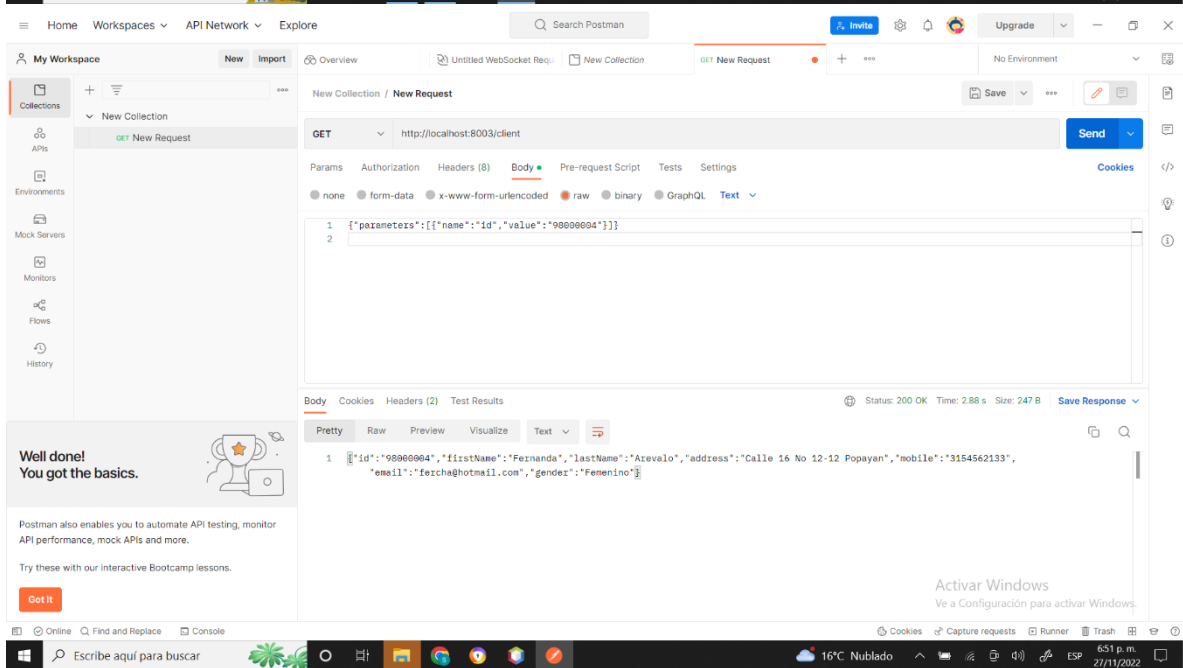 Home Workspaces API Network Explore Search Postman Invite Upgrade
My Workspace New Import Overview Untitled WebSocket Requ New Collection GET New Request No Environment
Collections
APIs
Environments
Mock Servers
Monitors
Flows
History
New Collection
GET New Request
New Collection / New Request Save
GET http://localhost:8003/client Send
Params Authorization Headers (8) Body Pre-request Script Tests Settings Cookies
none form-data x-www-form-urlencoded raw binary GraphQL Text
1 {"parameters":[{"name":"id","value":"98000004"}]}
2
Body Cookies Headers (2) Test Results Status: 200 OK Time: 2.88 s Size: 247 B Save Response
Pretty Raw Preview Visualize Text
1 {"id":"98000004","firstName":"Fernanda","lastName":"Arevalo","address":"Calle 16 No 12-12 Popayan","mobile":"3154562133",
"email":"fercha@hotmail.com","gender":"Femenino"}
Well done!
You got the basics.
Postman also enables you to automate API testing, monitor
API performance, mock APIs and more.
Try these with our interactive Bootcamp lessons.
Got It
Activar Windows
Ve a Configuración para activar Windows.
Online Find and Replace Console Cookies Capture requests Runner Trash
Escribe aquí para buscar 16°C Nublado ESP 6:51 p. m.
27/11/2022